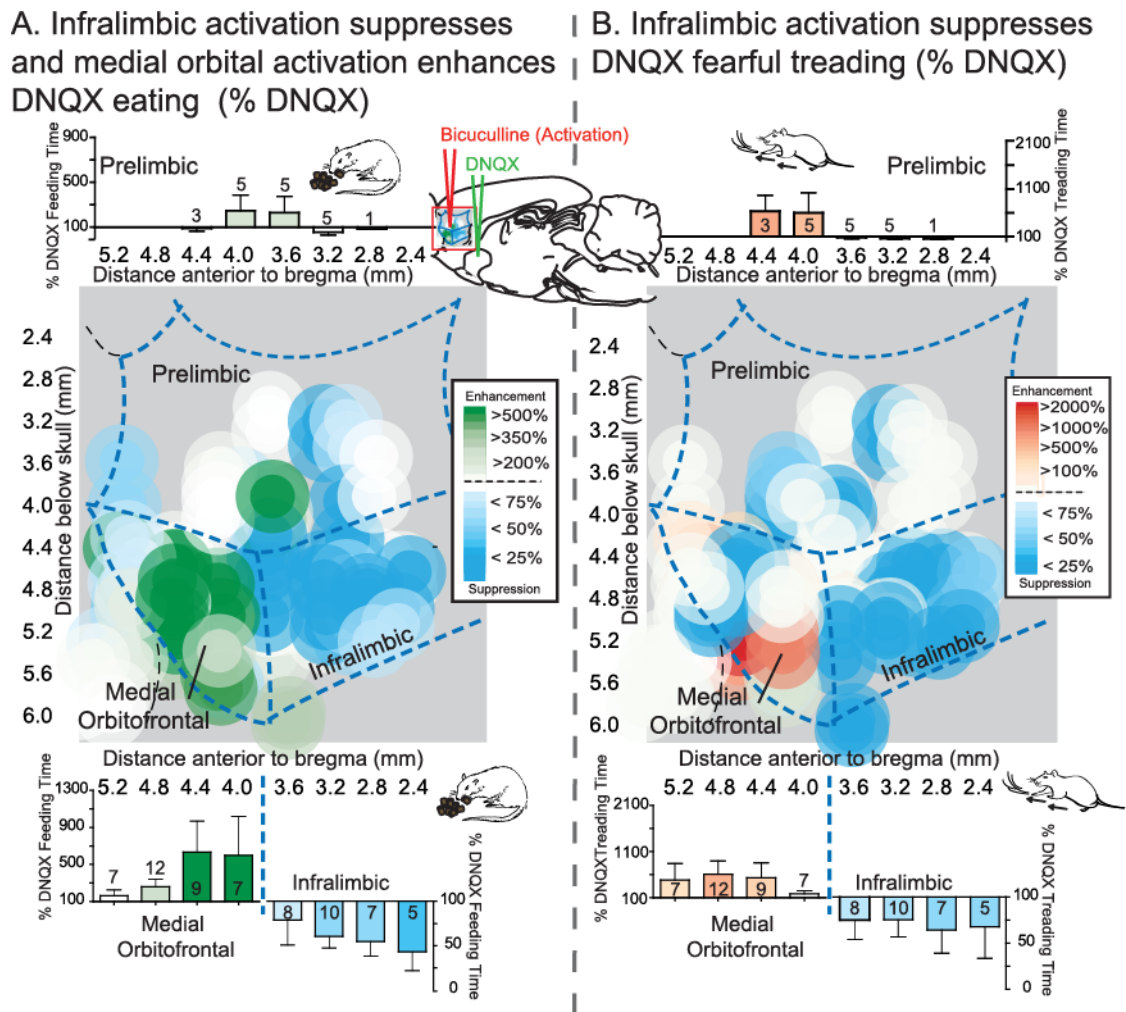 A. Infralimbic activation suppresses
and medial orbital activation enhances
DNQX eating (% DNQX)
B. Infralimbic activation suppresses
DNQX fearful treading (% DNQX)
% DNQX Feeding Time
900
500
100
Prelimbic
3
5
5
5
1
5.2 4.8 4.4 4.0 3.6 3.2 2.8 2.4
Distance anterior to bregma (mm)
Bicuculline (Activation)
DNQX
Prelimbic
3
5
5
5
1
2100
1100
100
% DNQX Treading Time
5.2 4.8 4.4 4.0 3.6 3.2 2.8 2.4
Distance anterior to bregma (mm)
Distance below skull (mm)
2.4
2.8
3.2
3.6
4.0
4.4
4.8
5.2
5.6
6.0
Prelimbic
Infralimbic
Medial
Orbitofrontal
Enhancement
>500%
>350%
>200%
< 75%
< 50%
< 25%
Suppression
Distance below skull (mm)
2.4
2.8
3.2
3.6
4.0
4.4
4.8
5.2
5.6
6.0
Prelimbic
Infralimbic
Medial
Orbitofrontal
Enhancement
>2000%
>1000%
>500%
>100%
< 75%
< 50%
< 25%
Suppression
Distance anterior to bregma (mm)
5.2 4.8 4.4 4.0 3.6 3.2 2.8 2.4
% DNQX Feeding Time
1300
900
500
100
7
12
9
7
Medial
Orbitofrontal
Infralimbic
8
10
7
5
100
50
0
% DNQX Feeding Time
Distance anterior to bregma (mm)
5.2 4.8 4.4 4.0 3.6 3.2 2.8 2.4
% DNQXTreading Time
2100
1100
100
7
12
9
7
Medial
Orbitofrontal
Infralimbic
8
10
7
5
100
50
0
% DNQX Treading Time